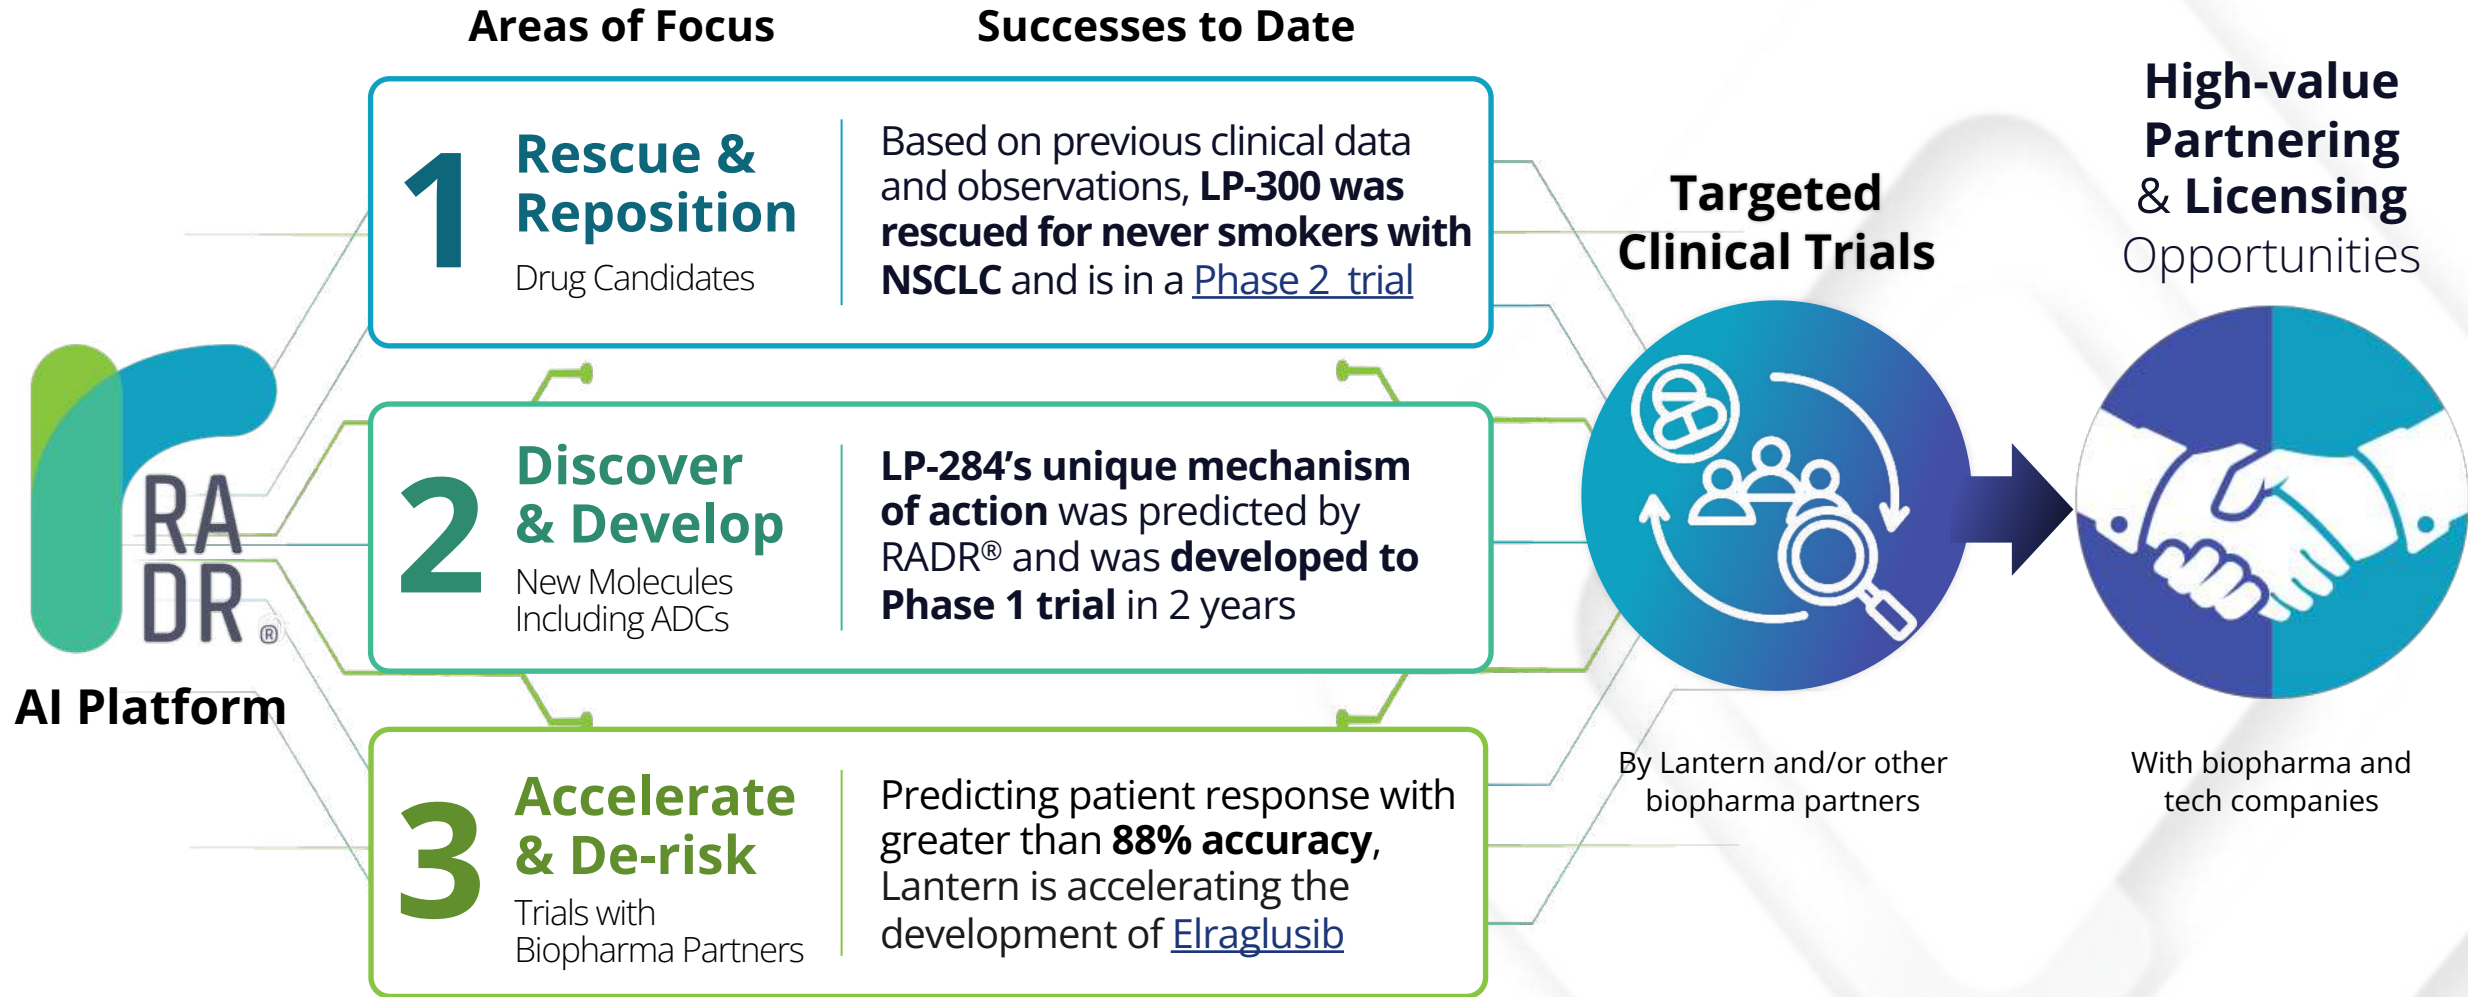 Areas of Focus
Successes to Date
1
Rescue &
Reposition
Drug Candidates
Based on previous clinical data
and observations, LP-300 was
rescued for never smokers with
NSCLC and is in a Phase 2 trial
2
Discover
& Develop
New Molecules
Including ADCs
LP-284’s unique mechanism
of action was predicted by
RADR® and was developed to
Phase 1 trial in 2 years
3
Accelerate
& De-risk
Trials with
Biopharma Partners
Predicting patient response with
greater than 88% accuracy,
Lantern is accelerating the
development of Elraglusib
RA
DR®
AI Platform
Targeted
Clinical Trials
By Lantern and/or other
biopharma partners
High-value
Partnering
& Licensing
Opportunities
With biopharma and
tech companies